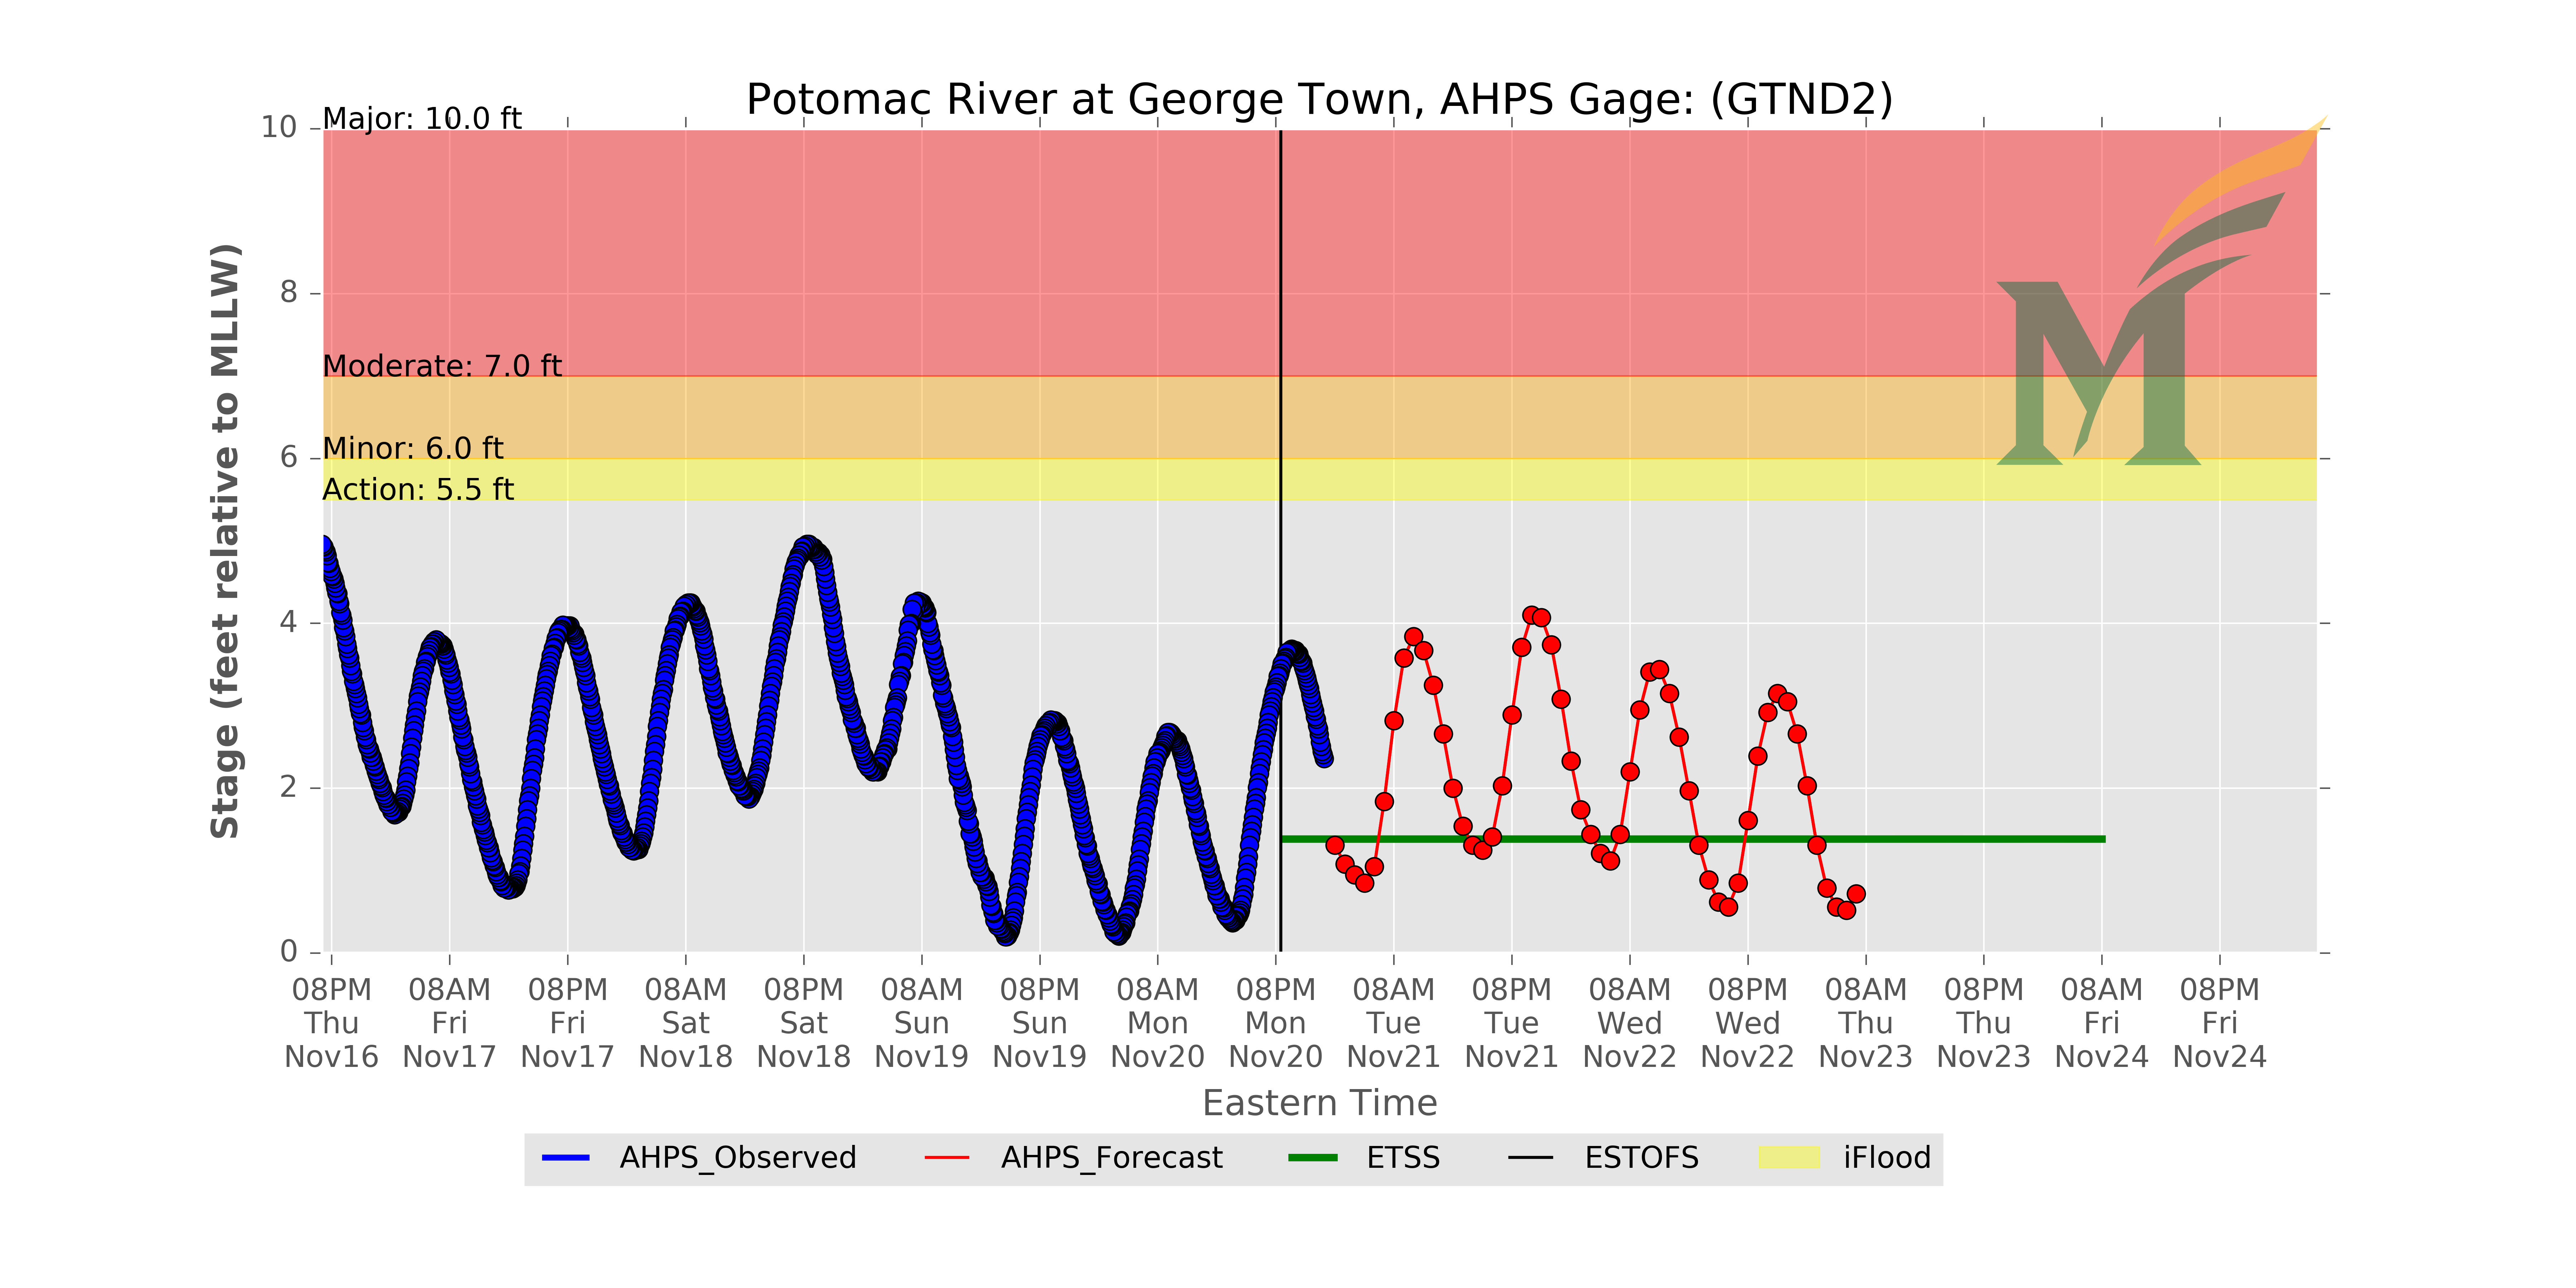 Potomac River at George Town, AHPS Gage: (GTND2)
Major: 10.0 ft
Moderate: 7.0 ft
Minor: 6.0 ft
Action: 5.5 ft
Stage (feet relative to MLLW)
10
8
6
4
2
0
08PM 08AM 08PM 08AM 08PM 08AM 08PM 08AM 08PM 08AM 08PM 08AM 08PM 08AM 08PM 08AM 08PM
Thu Fri Fri Sat Sat Sun Sun Mon Mon Tue Tue Wed Wed Thu Thu Fri Fri
Nov16 Nov17 Nov17 Nov18 Nov18 Nov19 Nov19 Nov20 Nov20 Nov21 Nov21 Nov22 Nov22 Nov23 Nov23 Nov24 Nov24
Eastern Time
AHPS_Observed AHPS_Forecast ETSS ESTOFS iFlood
M